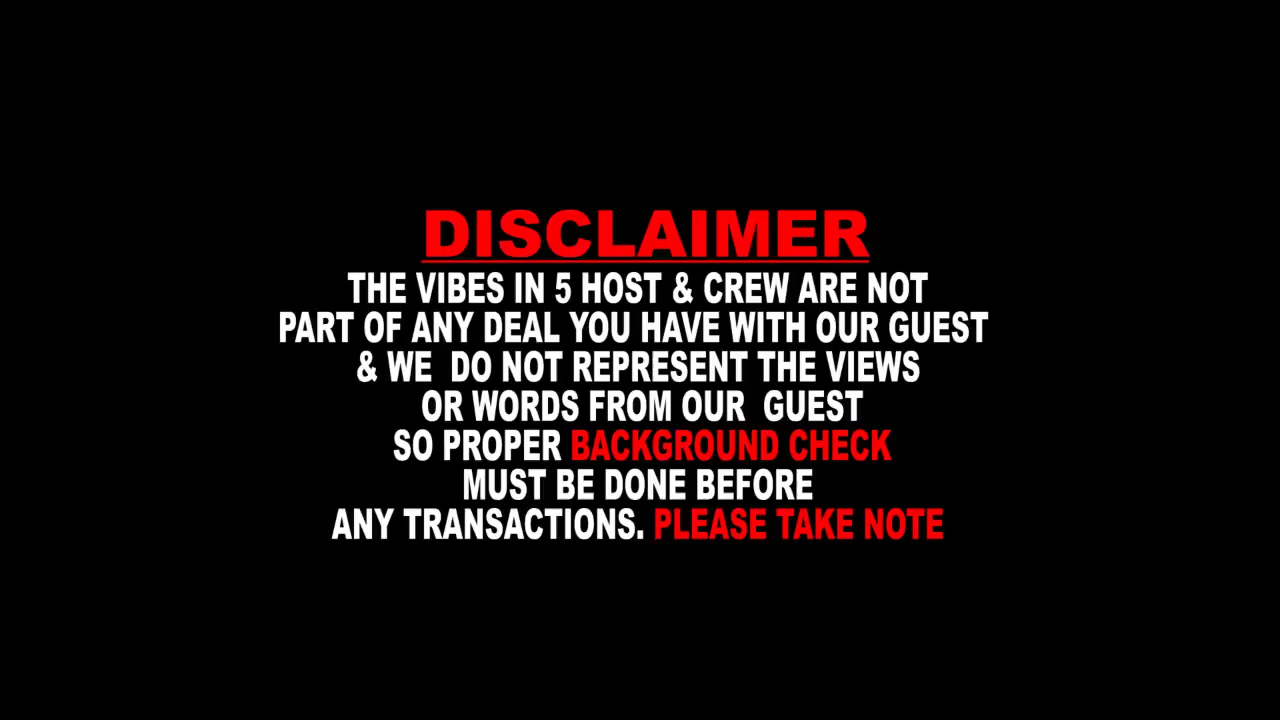 DISCLAIMER
THE VIBES IN 5 HOST & CREW ARE NOT
PART OF ANY DEAL YOU HAVE WITH OUR GUEST
& WE  DO NOT REPRESENT THE VIEWS
OR WORDS FROM OUR  GUEST
SO PROPER BACKGROUND CHECK
MUST BE DONE BEFORE
ANY TRANSACTIONS. PLEASE TAKE NOTE